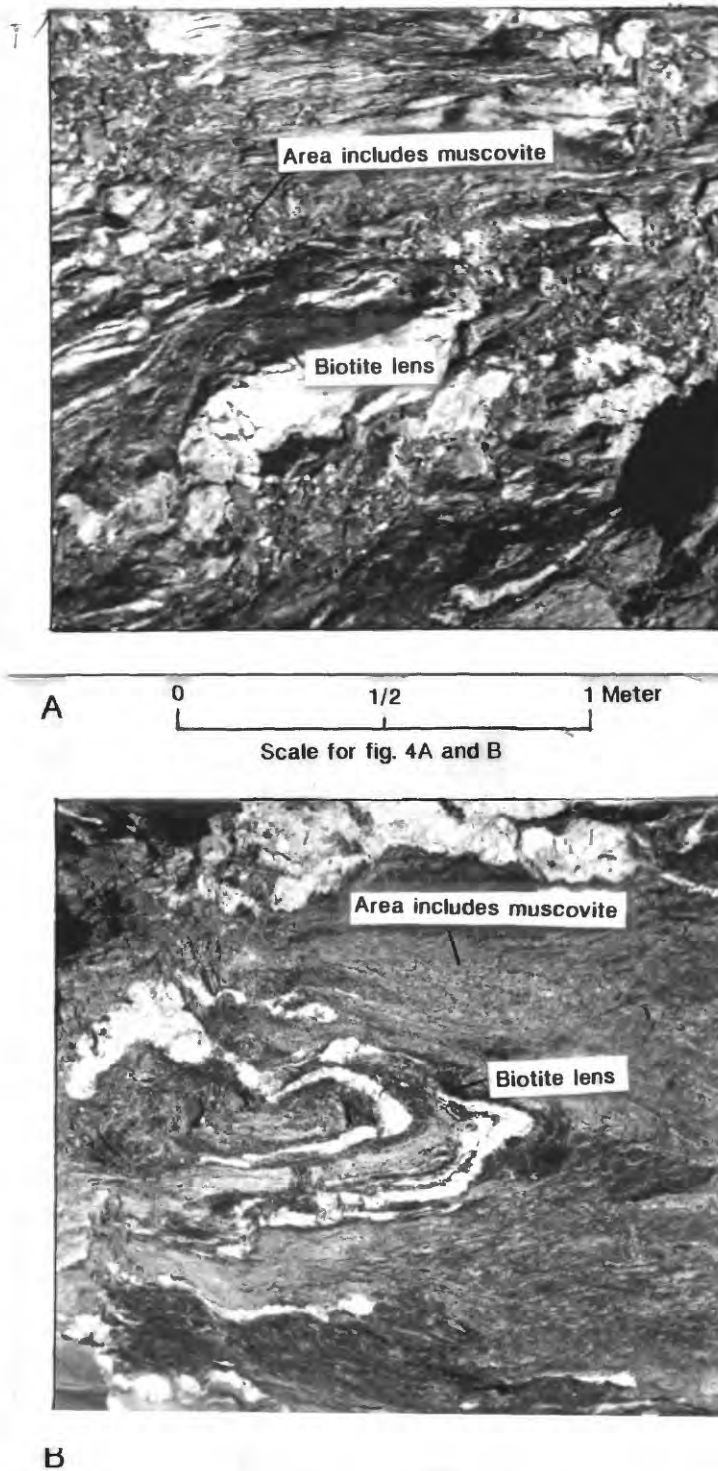 Area includes muscovite
Biotite lens
A
0 1/2 1 Meter
Scale for fig. 4A and B
Area includes muscovite
Biotite lens
B